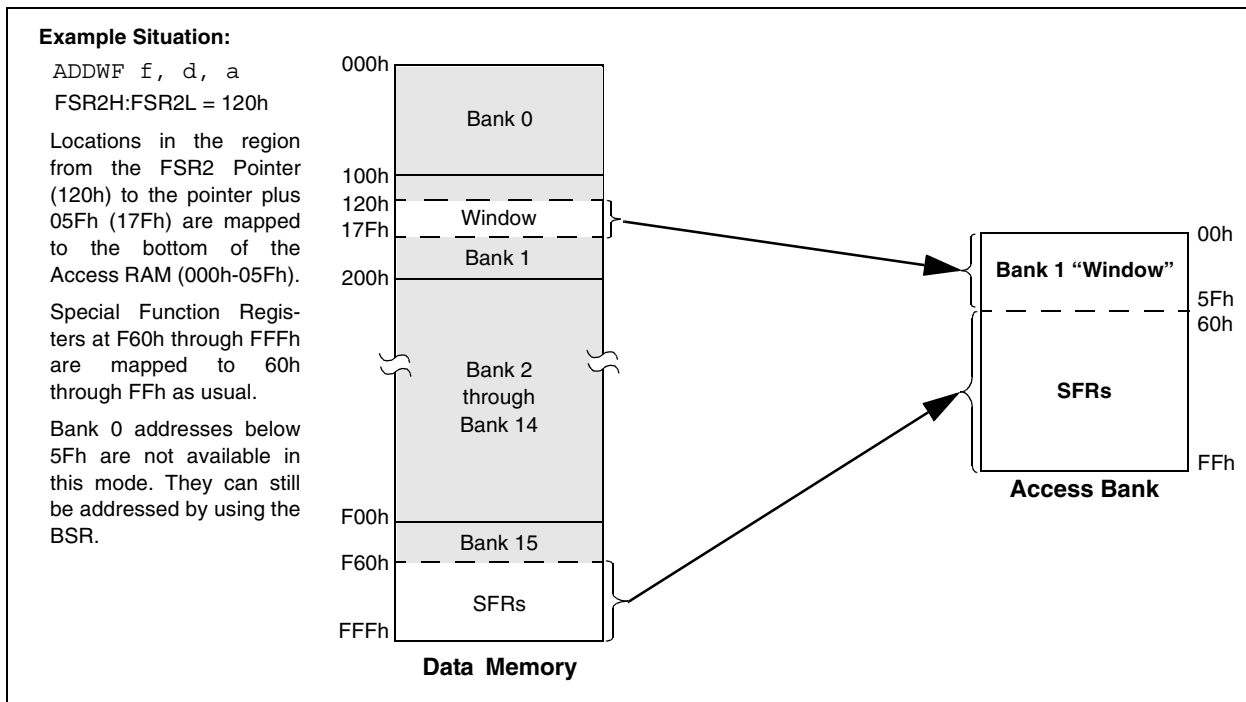 Example Situation:
ADDWF f, d, a
FSR2H:FSR2L = 120h
Locations in the region
from the FSR2 Pointer
(120h) to the pointer plus
05Fh (17Fh) are mapped
to the bottom of the
Access RAM (000h-05Fh).
Special Function Regis-
ters at F60h through FFFh
are mapped to 60h
through FFh as usual.
Bank 0 addresses below
5Fh are not available in
this mode. They can still
be addressed by using the
BSR.
000h
Bank 0
100h
120h
Window
17Fh
Bank 1
200h
Bank 2
through
Bank 14
F00h
Bank 15
F60h
SFRs
FFFh
Data Memory
00h
Bank 1 “Window”
5Fh
60h
SFRs
FFh
Access Bank